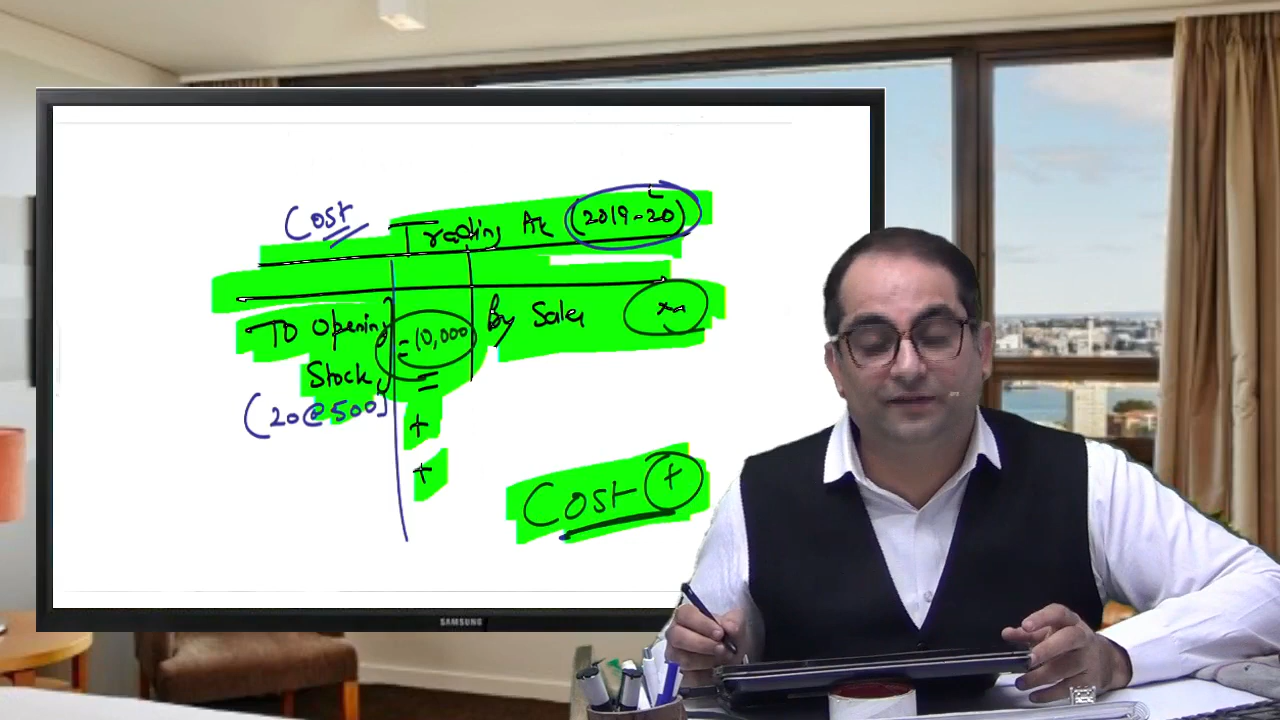 Cost
Trading A/c (2019-20)
To Opening = 10,000 By Sales
Stock
(20@500)
+
+
Cost +
SAMSUNG